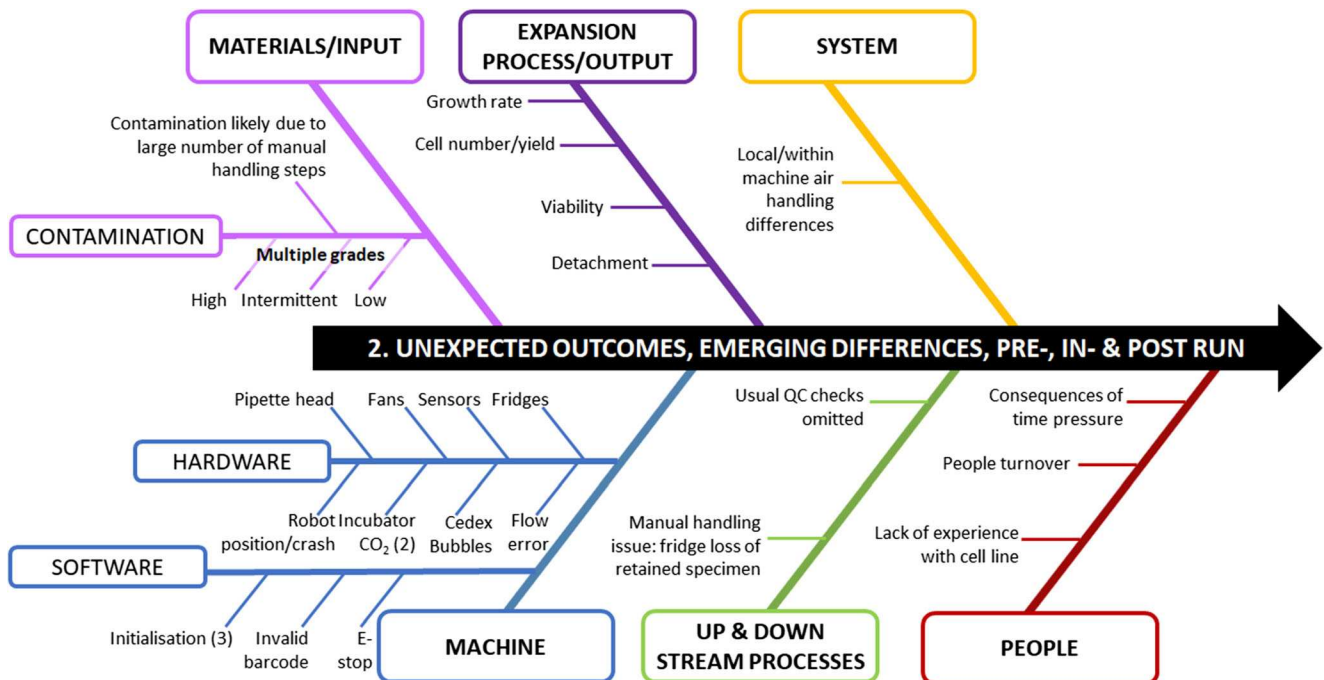 MATERIALS/INPUT
EXPANSION
PROCESS/OUTPUT
SYSTEM
Growth rate
Contamination likely due to
large number of manual
handling steps
Cell number/yield
Local/within
machine air
handling
differences
Viability
CONTAMINATION
Multiple grades
Detachment
High
Intermittent
Low
2. UNEXPECTED OUTCOMES, EMERGING DIFFERENCES, PRE-, IN- & POST RUN
Pipette head
Fans
Sensors
Fridges
Usual QC checks
omitted
Consequences of
time pressure
HARDWARE
People turnover
Robot
position/crash
Incubator
CO₂ (2)
Cedex
Bubbles
Flow
error
Manual handling
issue: fridge loss of
retained specimen
Lack of experience
with cell line
SOFTWARE
Initialisation (3)
Invalid
barcode
E-
stop
MACHINE
UP & DOWN
STREAM PROCESSES
PEOPLE